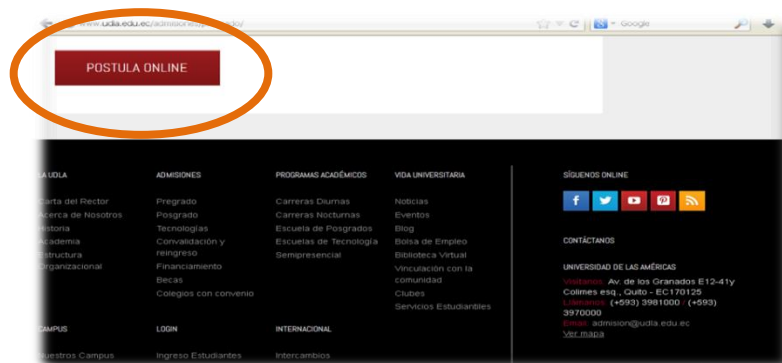 www.udla.edu.ec/admisiones/
Google
POSTULA ONLINE
LA UDLA
Carta del Rector
Acerca de Nosotros
Historia
Academia
Estructura
Organizacional
ADMISIONES
Pregrado
Posgrado
Tecnologías
Convalidación y
reingreso
Financiamiento
Becas
Colegios con convenio
PROGRAMAS ACADÉMICOS
Carreras Diurnas
Carreras Nocturnas
Escuela de Posgrados
Escuelas de Tecnología
Semipresencial
VIDA UNIVERSITARIA
Noticias
Eventos
Blog
Bolsa de Empleo
Biblioteca Virtual
Vinculación con la
comunidad
Clubes
Servicios Estudiantiles
SÍGUENOS ONLINE
CONTÁCTANOS
UNIVERSIDAD DE LAS AMÉRICAS
Visítanos: Av. de los Granados E12-41y
Colimes esq., Quito - EC170125
Llámanos: (+593) 3981000 / (+593)
3970000
Email: admision@udla.edu.ec
Ver mapa
CAMPUS
Nuestros Campus
LOGIN
Ingreso Estudiantes
INTERNACIONAL
Intercambios